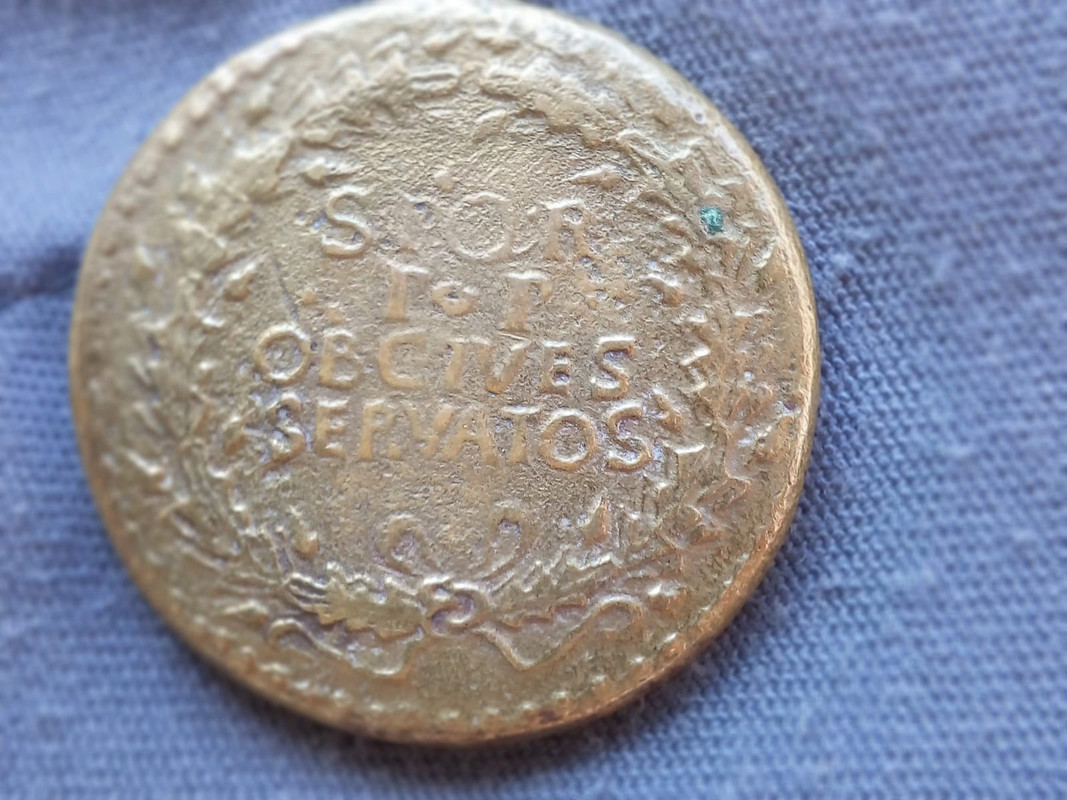 S P Q R
P P
OB CIVES
SERVATOS